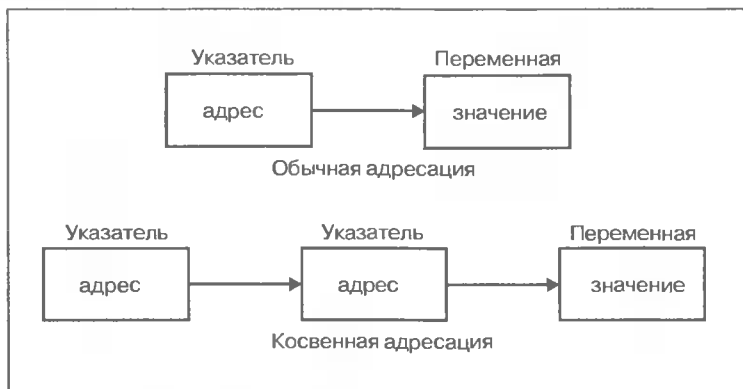 Указатель Переменная
адрес значение
Обычная адресация
Указатель Указатель Переменная
адрес адрес значение
Косвенная адресация